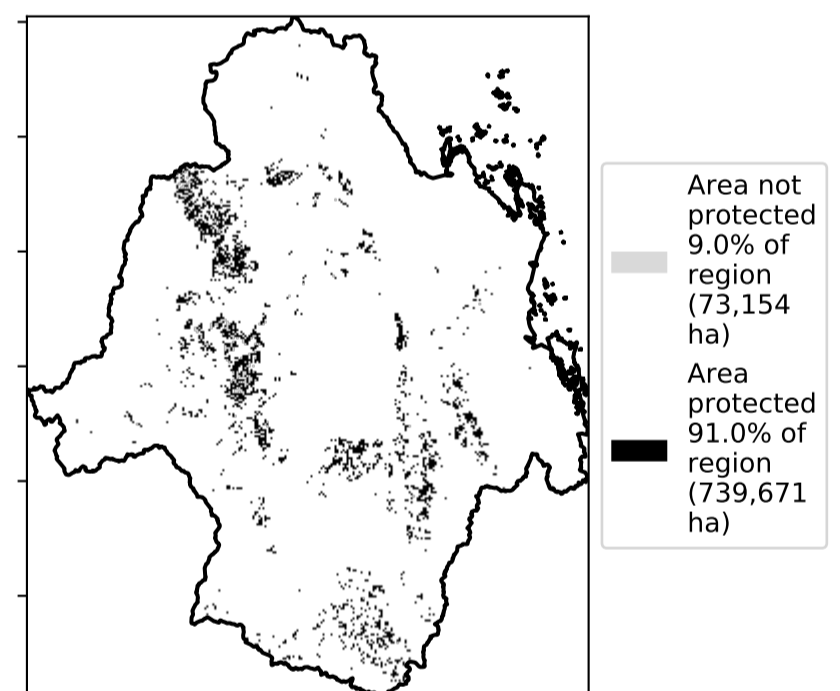 Area not
protected
9.0% of
region
(73,154
ha)
Area
protected
91.0% of
region
(739,671
ha)